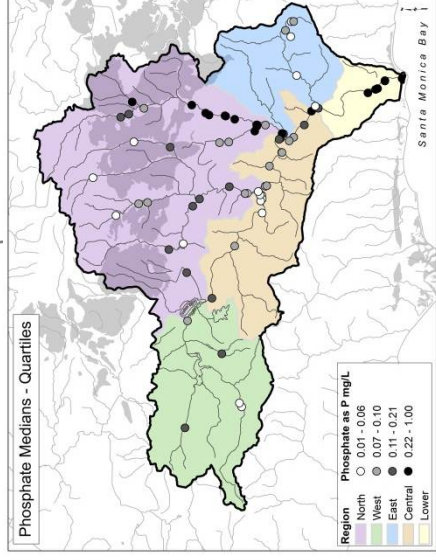 Phosphate Medians - Quartiles
Region
North
West
East
Central
Lower
Phosphate as P mg/L
0.01 - 0.06
0.07 - 0.10
0.11 - 0.21
0.22 - 1.00
Santa Monica Bay